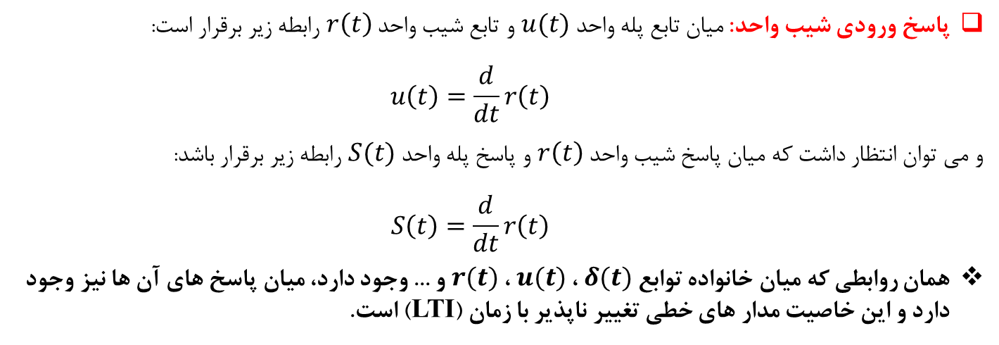 ❑ پاسخ ورودی شیب واحد: میان تابع پله واحد u(t) و تابع شیب واحد r(t) رابطه زیر برقرار است:
u(t) = d/dt r(t)
و می توان انتظار داشت که میان پاسخ شیب واحد r(t) و پاسخ پله واحد S(t) رابطه زیر برقرار باشد:
S(t) = d/dt r(t)
❖ همان روابطی که میان خانواده توابع δ(t) ، u(t) ، r(t) و ... وجود دارد، میان پاسخ های آن ها نیز وجود
دارد و این خاصیت مدار های خطی تغییر ناپذیر با زمان (LTI) است.